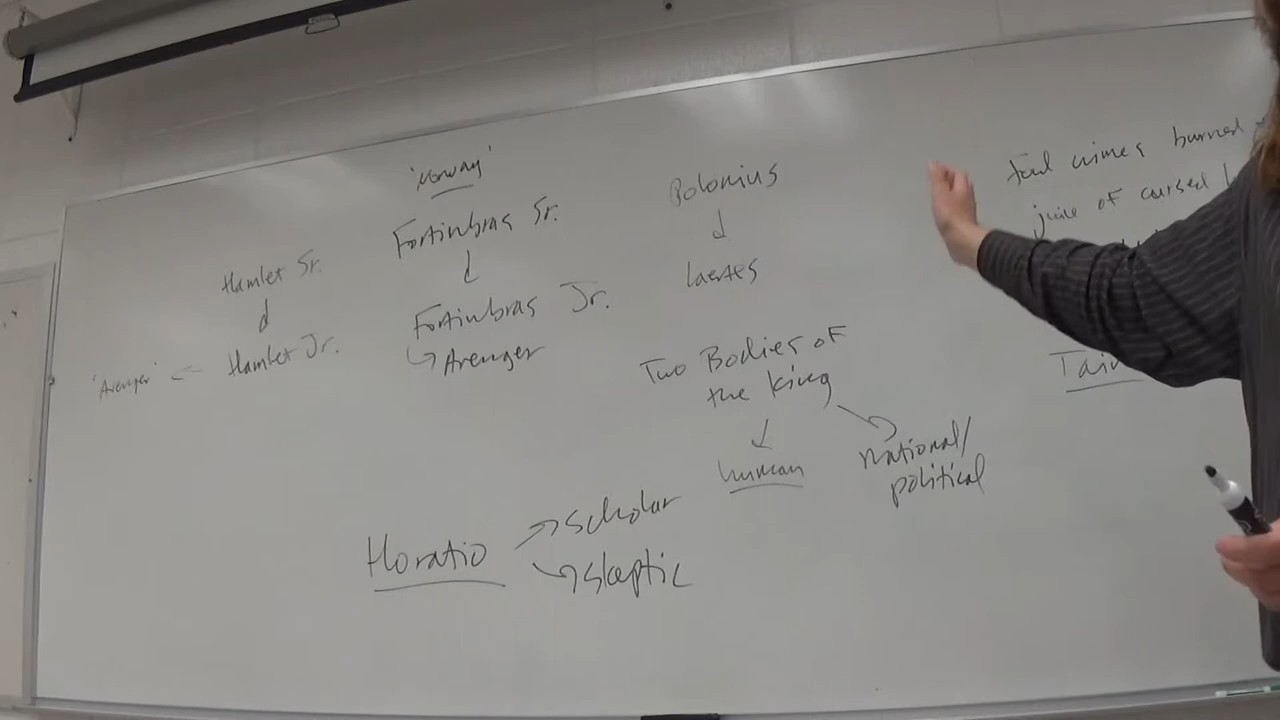 'Norway'
Fortinbras Sr.
Fortinbras Jr.
Avenger
Hamlet Sr.
Hamlet Jr.
'Avenger'
Polonius
Laertes
Two Bodies of
the King
human
national/
political
Horatio
scholar
skeptic
foul crimes burned
juice of cursed